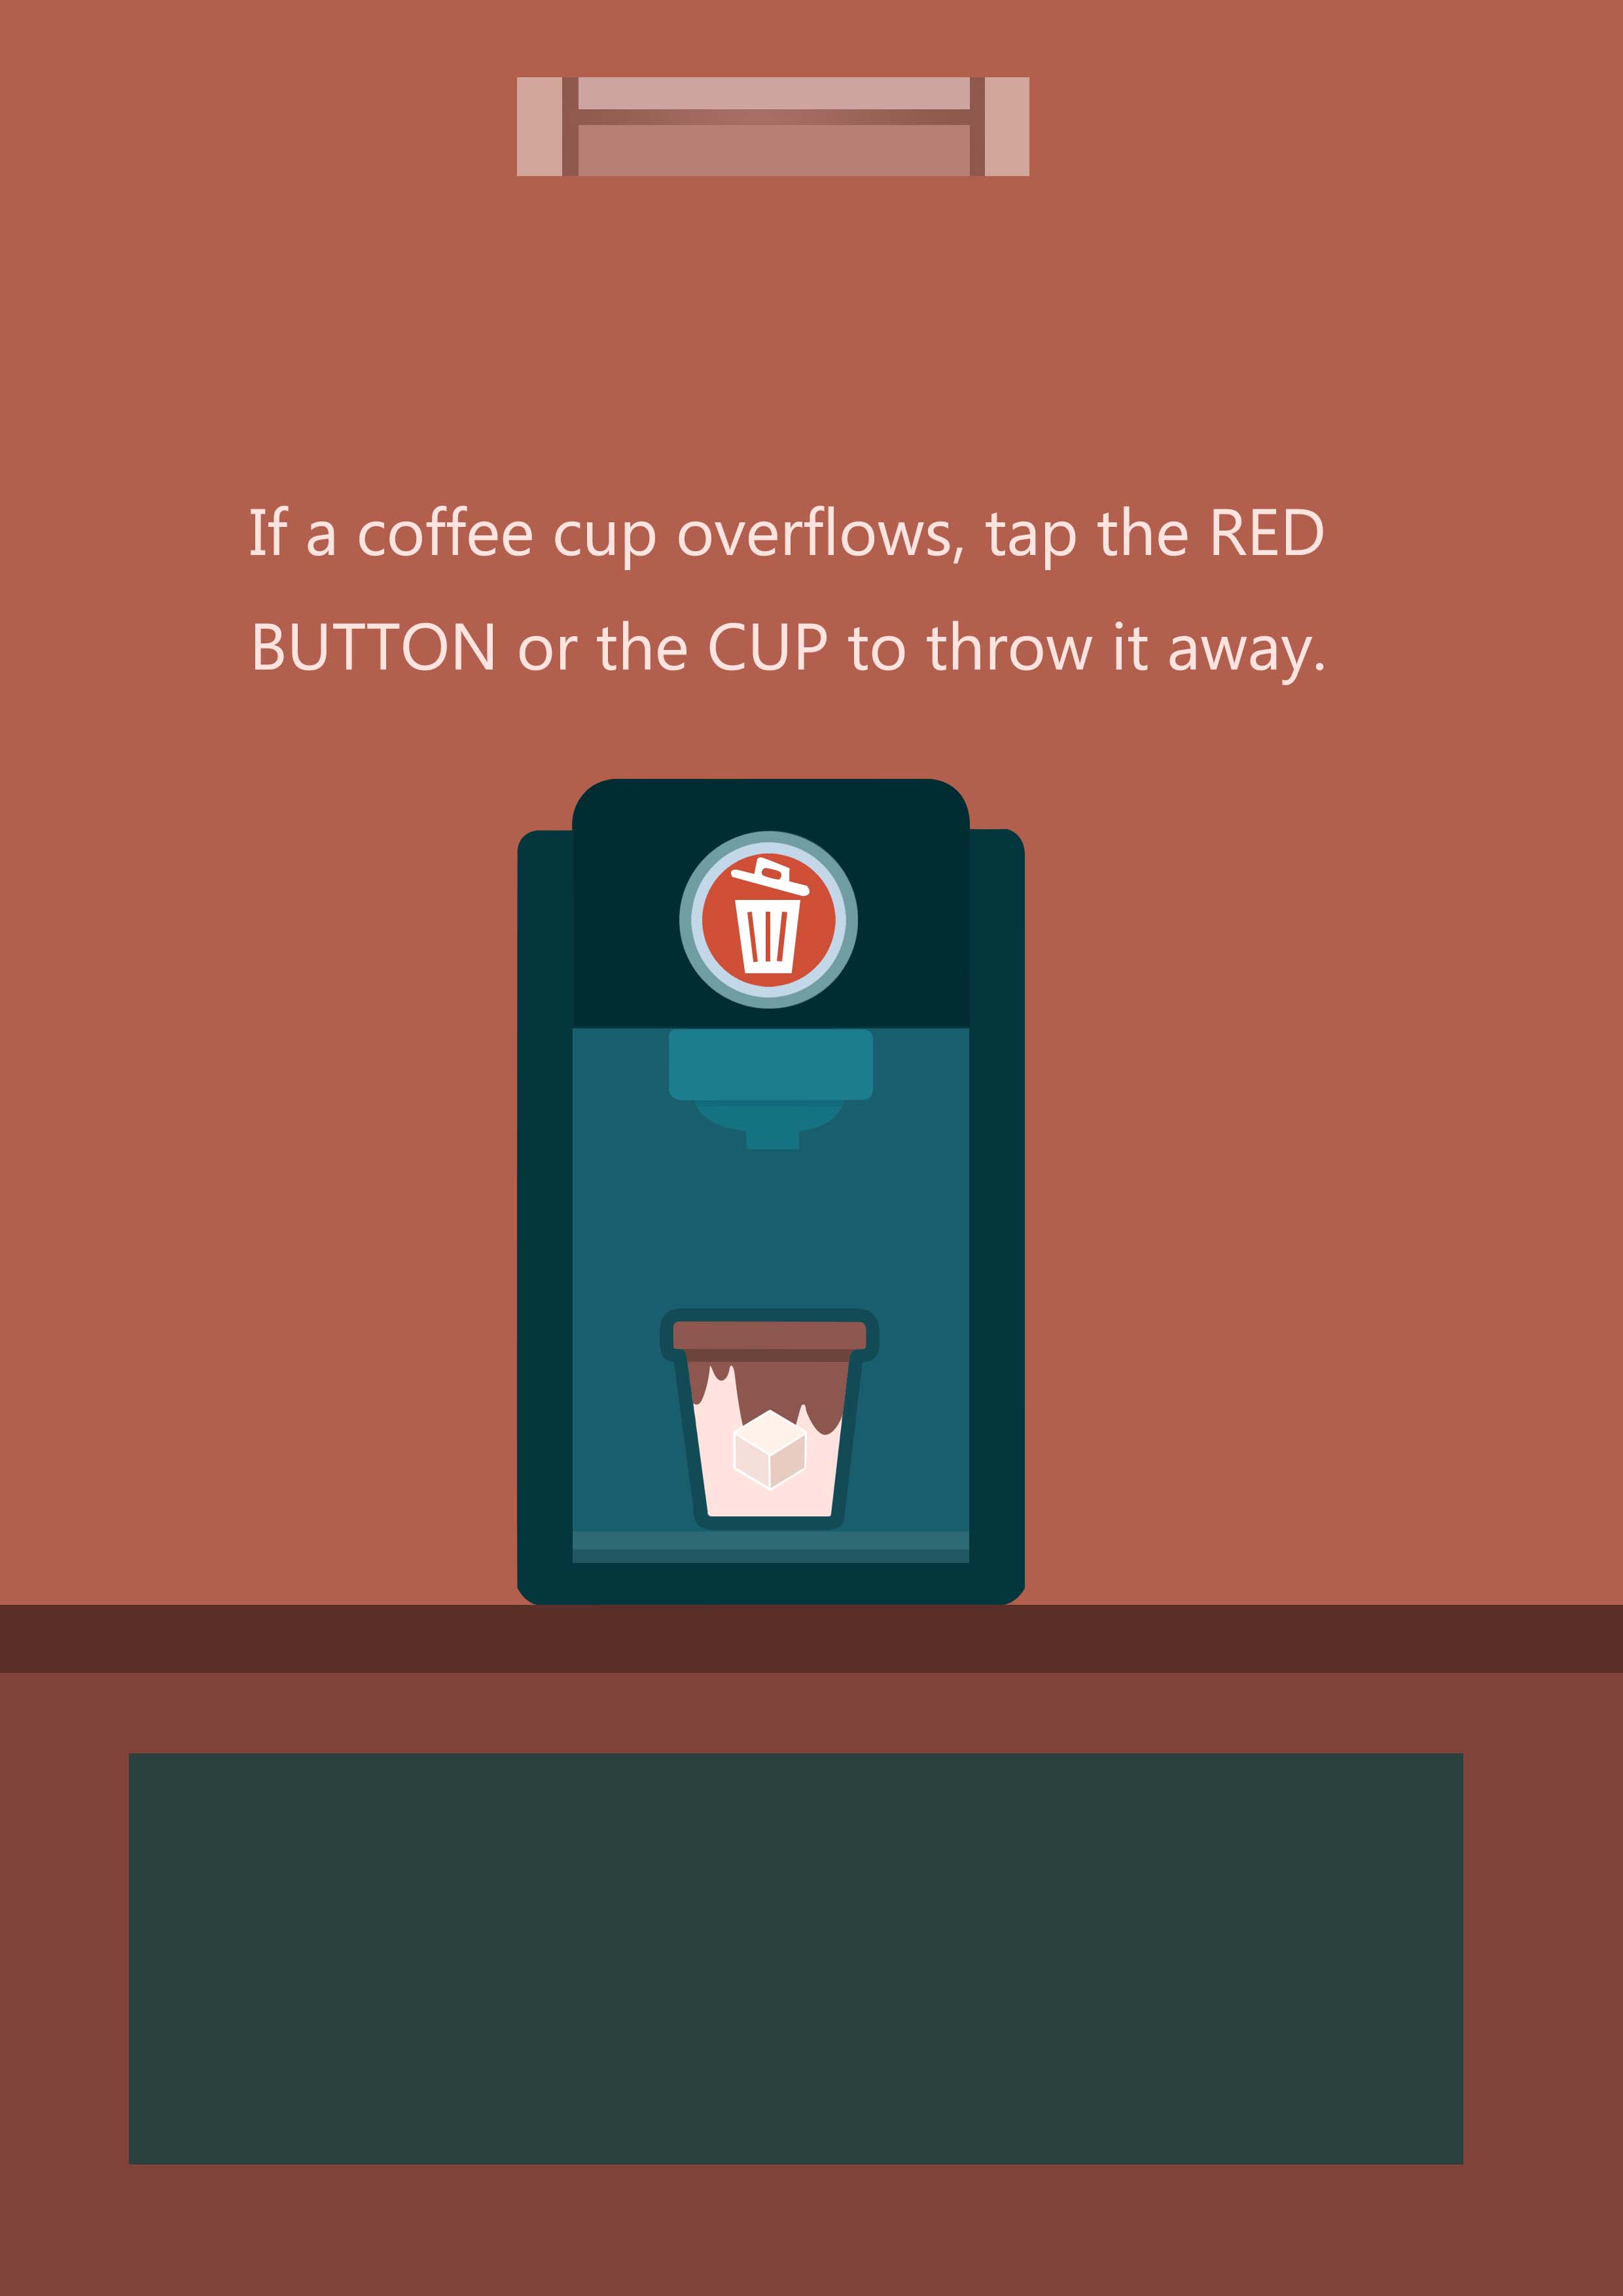 If a coffee cup overflows, tap the RED
BUTTON or the CUP to throw it away.